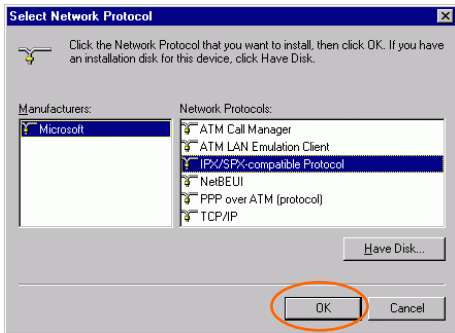 Select Network Protocol
Click the Network Protocol that you want to install, then click OK. If you have
an installation disk for this device, click Have Disk.
Manufacturers:
Microsoft
Network Protocols:
ATM Call Manager
ATM LAN Emulation Client
IPX/SPX-compatible Protocol
NetBEUI
PPP over ATM (protocol)
TCP/IP
Have Disk...
OK
Cancel